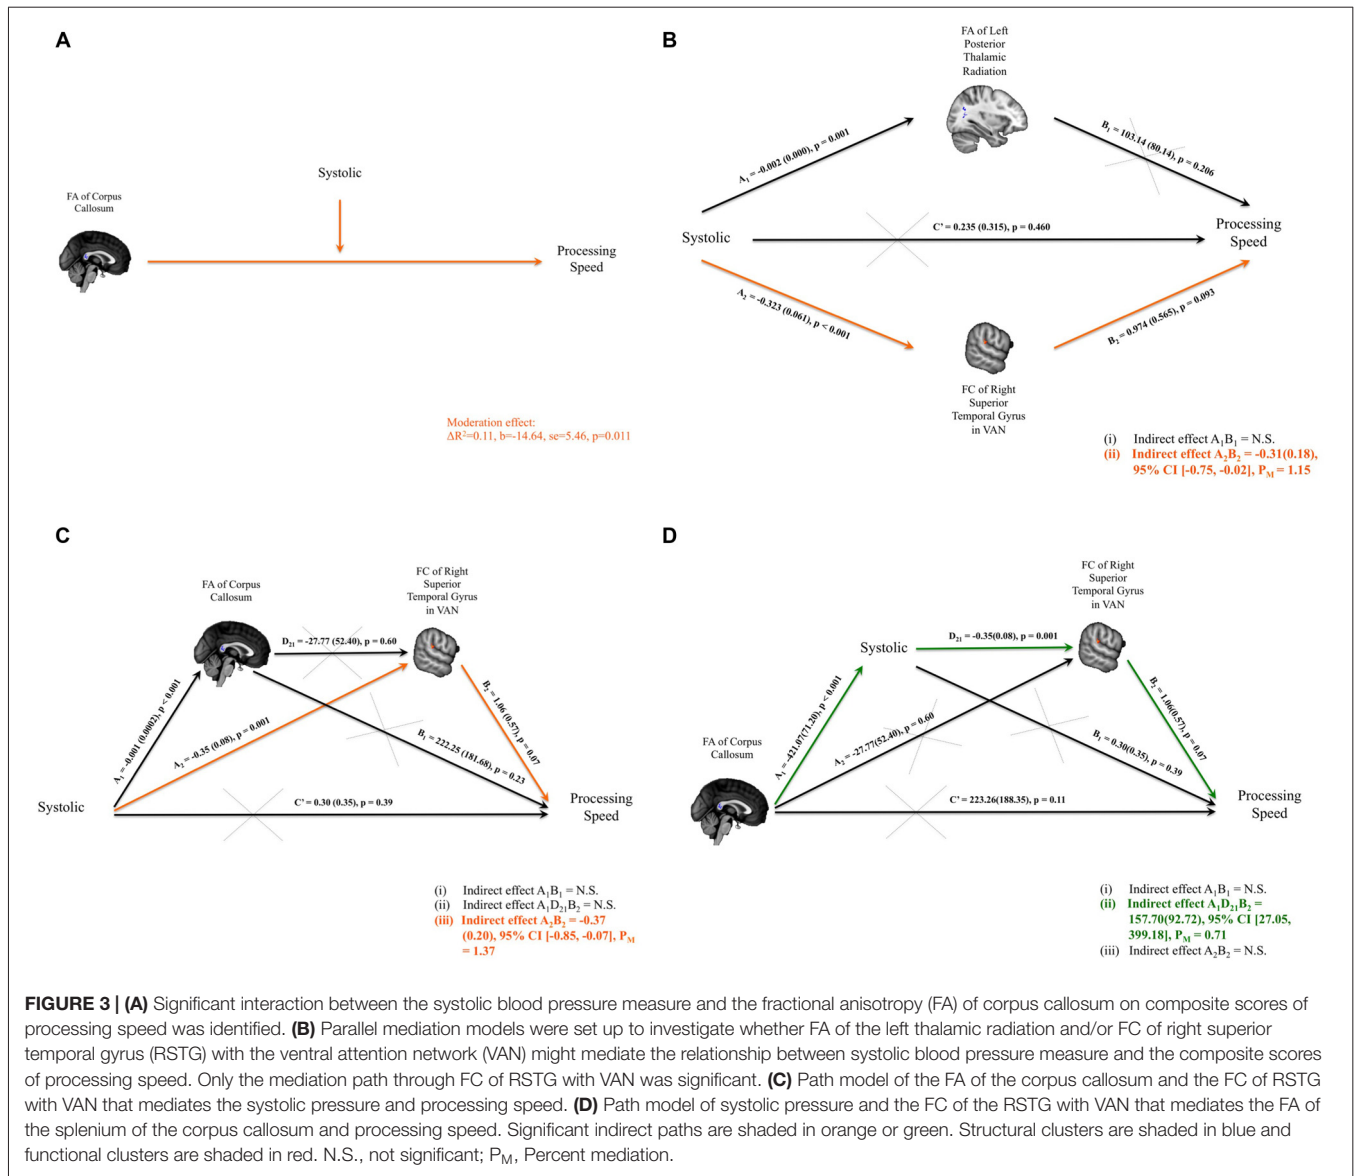 A
Systolic
FA of Corpus
Callosum
Processing
Speed
Moderation effect:
ΔR²=0.11, b=-14.64, se=5.46, p=0.011
B
FA of Left
Posterior
Thalamic
Radiation
A₁ = -0.002 (0.000), p = 0.001
B₁ = 103.14 (80.14), p = 0.206
Systolic
C' = 0.235 (0.315), p = 0.460
Processing
Speed
A₂ = -0.323 (0.061), p < 0.001
B₂ = 0.974 (0.565), p = 0.093
FC of Right
Superior
Temporal Gyrus
in VAN
(i) Indirect effect A₁B₁ = N.S.
(ii) Indirect effect A₂B₂ = -0.31(0.18),
95% CI [-0.75, -0.02], P_M = 1.15
C
FA of Corpus
Callosum
FC of Right
Superior
Temporal Gyrus
in VAN
D₂₁ = -27.77 (52.40), p = 0.60
A₁ = -0.001 (0.0002), p < 0.001
A₂ = -0.35 (0.08), p = 0.001
B₁ = 222.25 (181.68), p = 0.23
B₂ = 1.06 (0.57), p = 0.07
Systolic
C' = 0.30 (0.35), p = 0.39
Processing
Speed
(i) Indirect effect A₁B₁ = N.S.
(ii) Indirect effect A₁D₂₁B₂ = N.S.
(iii) Indirect effect A₂B₂ = -0.37
(0.20), 95% CI [-0.85, -0.07], P_M
= 1.37
D
FC of Right
Superior
Temporal Gyrus
in VAN
Systolic
D₂₁ = -0.35(0.08), p = 0.001
A₁ = -421.07(71.20), p < 0.001
A₂ = -27.77(52.40), p = 0.60
B₁ = 0.30(0.35), p = 0.39
B₂ = 1.06(0.57), p = 0.07
FA of Corpus
Callosum
C' = 223.26(188.35), p = 0.11
Processing
Speed
(i) Indirect effect A₁B₁ = N.S.
(ii) Indirect effect A₁D₂₁B₂ =
157.70(92.72), 95% CI [27.05,
399.18], P_M = 0.71
(iii) Indirect effect A₂B₂ = N.S.
FIGURE 3 | (A) Significant interaction between the systolic blood pressure measure and the fractional anisotropy (FA) of corpus callosum on composite scores of
processing speed was identified. (B) Parallel mediation models were set up to investigate whether FA of the left thalamic radiation and/or FC of right superior
temporal gyrus (RSTG) with the ventral attention network (VAN) might mediate the relationship between systolic blood pressure measure and the composite scores
of processing speed. Only the mediation path through FC of RSTG with VAN was significant. (C) Path model of the FA of the corpus callosum and the FC of RSTG
with VAN that mediates the systolic pressure and processing speed. (D) Path model of systolic pressure and the FC of the RSTG with VAN that mediates the FA of
the splenium of the corpus callosum and processing speed. Significant indirect paths are shaded in orange or green. Structural clusters are shaded in blue and
functional clusters are shaded in red. N.S., not significant; P_M, Percent mediation.